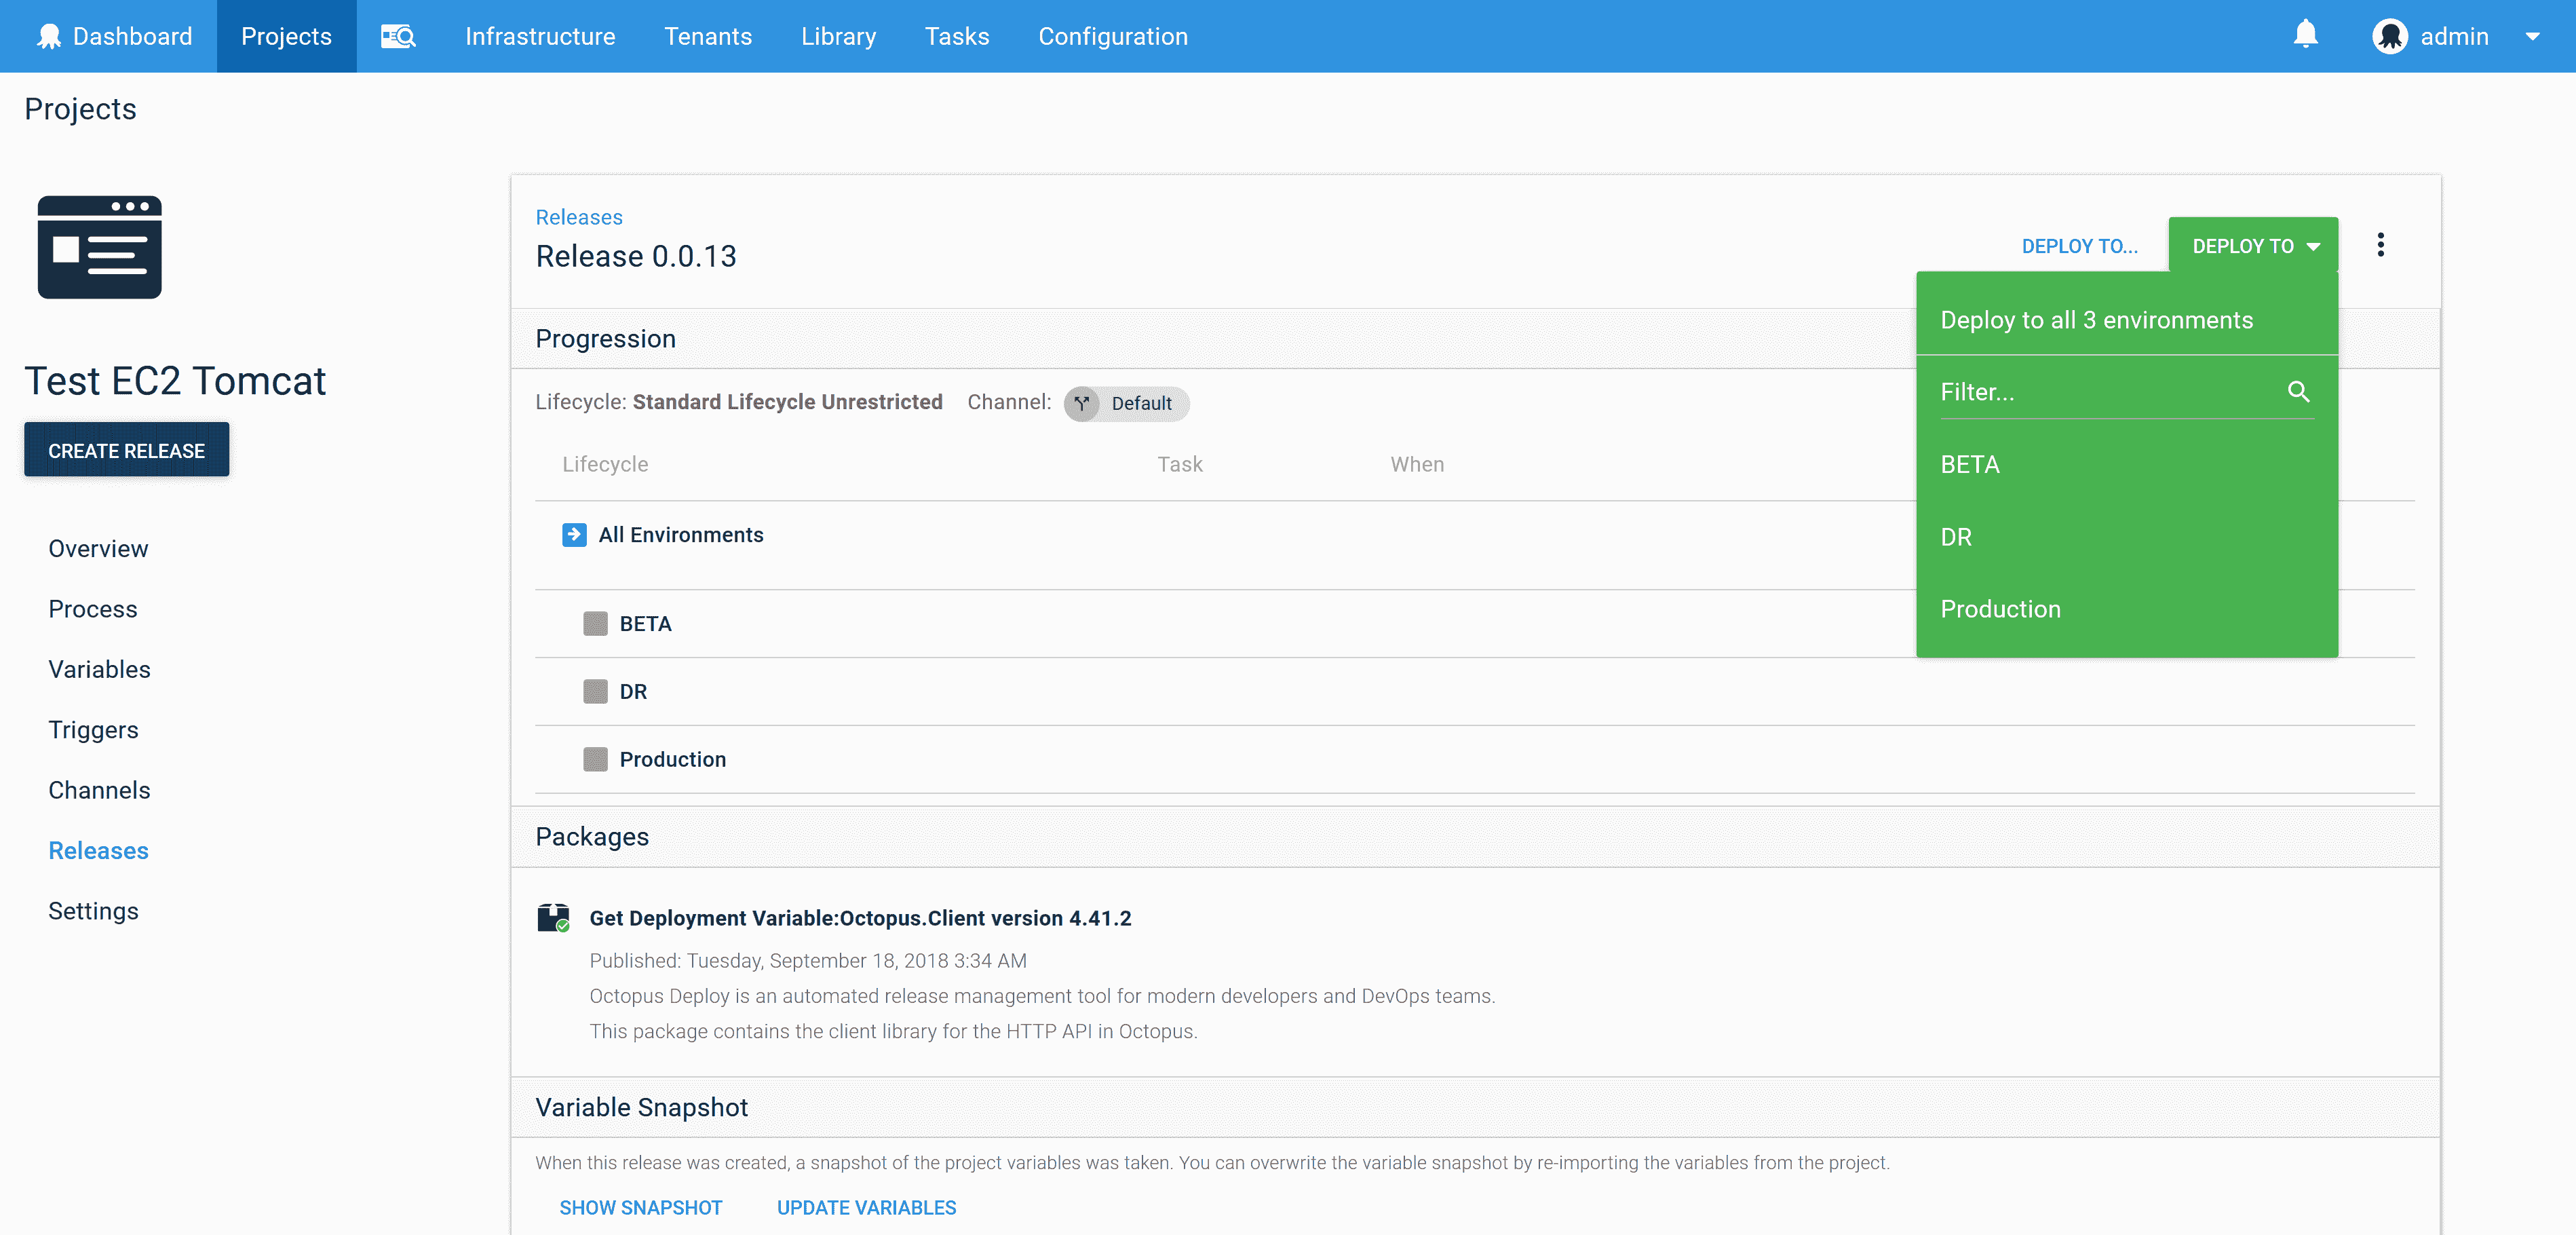 Dashboard
Projects
Infrastructure
Tenants
Library
Tasks
Configuration
admin
Projects
Test EC2 Tomcat
CREATE RELEASE
Overview
Process
Variables
Triggers
Channels
Releases
Settings
Releases
Release 0.0.13
DEPLOY TO...
DEPLOY TO
Deploy to all 3 environments
Filter...
BETA
DR
Production
Progression
Lifecycle: Standard Lifecycle Unrestricted Channel: Default
Lifecycle Task When
All Environments
BETA
DR
Production
Packages
Get Deployment Variable:Octopus.Client version 4.41.2
Published: Tuesday, September 18, 2018 3:34 AM
Octopus Deploy is an automated release management tool for modern developers and DevOps teams.
This package contains the client library for the HTTP API in Octopus.
Variable Snapshot
When this release was created, a snapshot of the project variables was taken. You can overwrite the variable snapshot by re-importing the variables from the project.
SHOW SNAPSHOT UPDATE VARIABLES